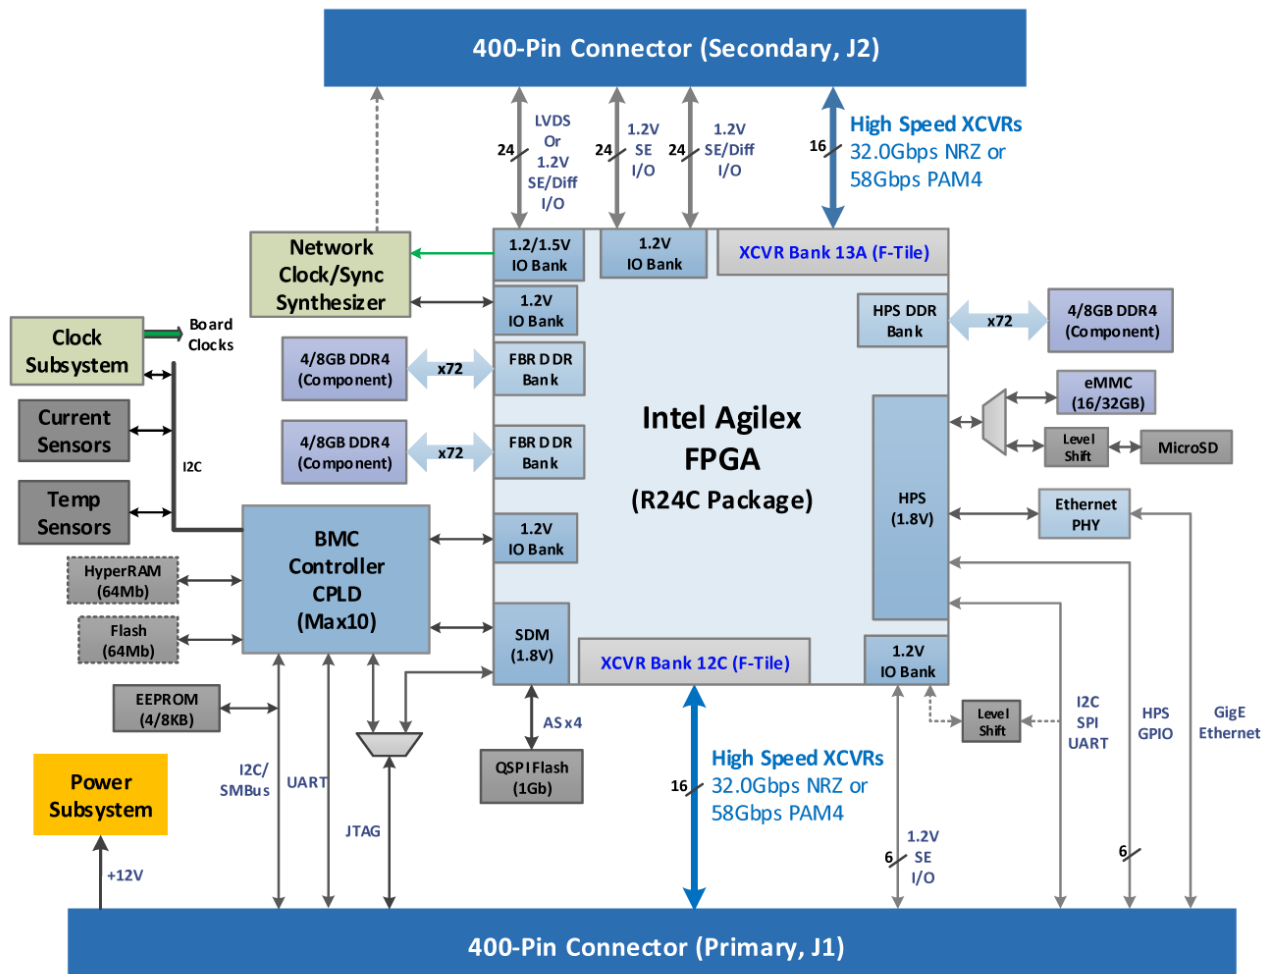 400-Pin Connector (Secondary, J2)
LVDS
Or
1.2V
SE/Diff
I/O
24
1.2V
SE
I/O
24
1.2V
SE/Diff
I/O
24
16
High Speed XCVRs
32.0Gbps NRZ or
58Gbps PAM4
Network
Clock/Sync
Synthesizer
1.2/1.5V
IO Bank
1.2V
IO Bank
XCVR Bank 13A (F-Tile)
1.2V
IO Bank
HPS DDR
Bank
x72
4/8GB DDR4
(Component)
Clock
Subsystem
Board
Clocks
4/8GB DDR4
(Component)
x72
FBR DDR
Bank
eMMC
(16/32GB)
Current
Sensors
I2C
4/8GB DDR4
(Component)
x72
FBR DDR
Bank
Intel Agilex
FPGA
(R24C Package)
Level
Shift
MicroSD
Temp
Sensors
HPS
(1.8V)
Ethernet
PHY
BMC
Controller
CPLD
(Max10)
1.2V
IO Bank
HyperRAM
(64Mb)
Flash
(64Mb)
SDM
(1.8V)
XCVR Bank 12C (F-Tile)
1.2V
IO Bank
EEPROM
(4/8KB)
AS x4
Level
Shift
I2C
SPI
UART
HPS
GPIO
GigE
Ethernet
Power
Subsystem
I2C/
SMBus
UART
JTAG
QSPI Flash
(1Gb)
16
High Speed XCVRs
32.0Gbps NRZ or
58Gbps PAM4
+12V
6
1.2V
SE
I/O
6
400-Pin Connector (Primary, J1)